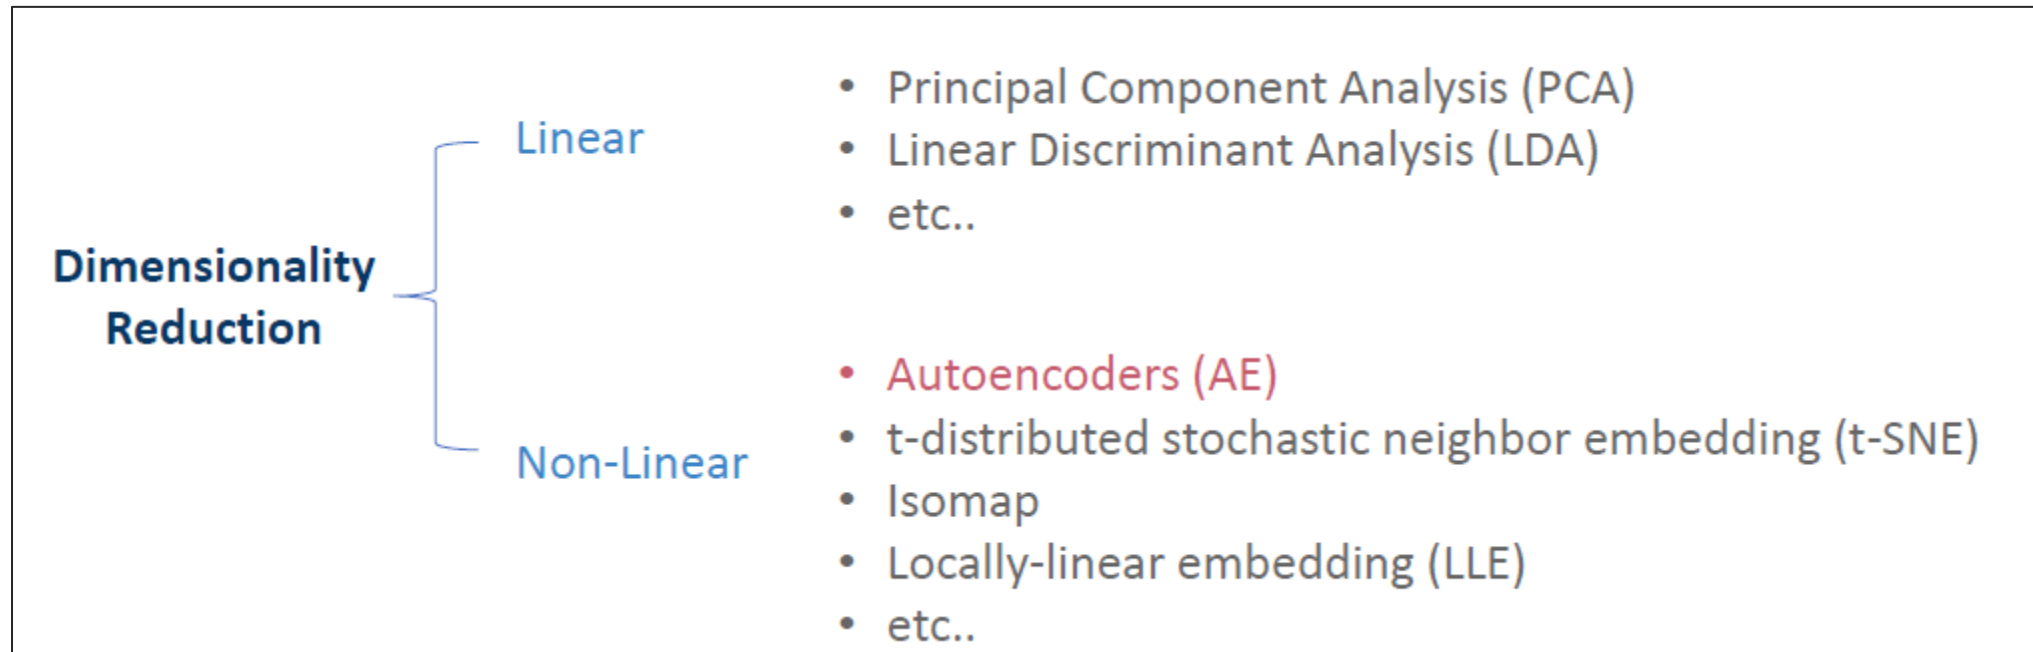 Dimensionality
Reduction
Linear
• Principal Component Analysis (PCA)
• Linear Discriminant Analysis (LDA)
• etc..
Non-Linear
• Autoencoders (AE)
• t-distributed stochastic neighbor embedding (t-SNE)
• Isomap
• Locally-linear embedding (LLE)
• etc..